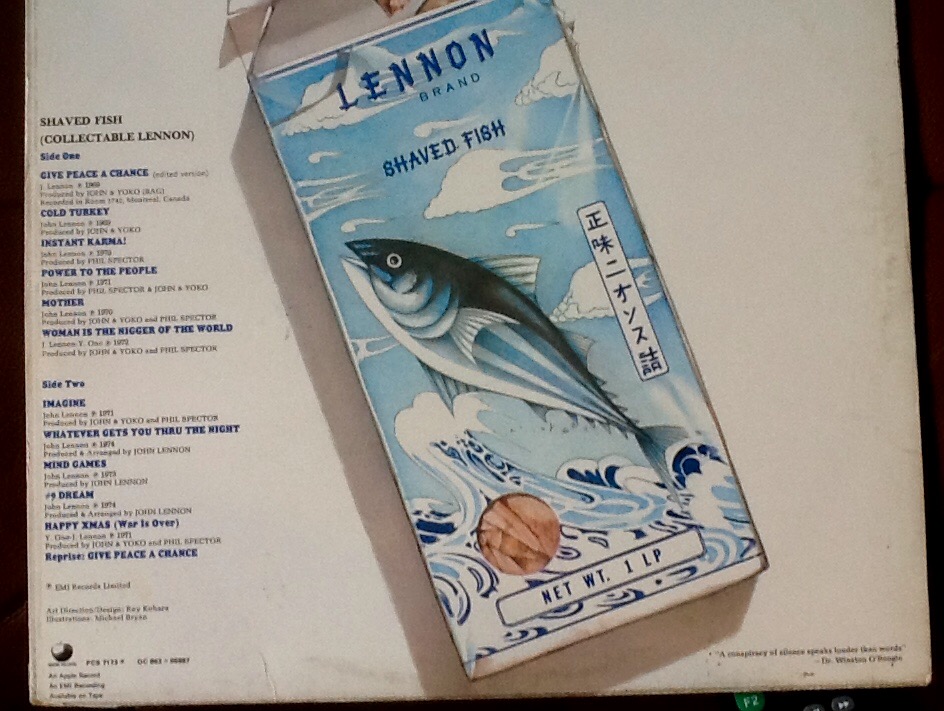 LENNON
BRAND
SHAVED FISH
正味二オンス詰
NET WT. 1 LP
SHAVED FISH
(COLLECTABLE LENNON)
Side One
GIVE PEACE A CHANCE (edited version)
J. Lennon ℗ 1969
Produced by JOHN & YOKO (BAG)
Recorded in Room 1742, Montreal, Canada
COLD TURKEY
John Lennon ℗ 1969
Produced by JOHN & YOKO
INSTANT KARMA!
John Lennon ℗ 1970
Produced by PHIL SPECTOR
POWER TO THE PEOPLE
John Lennon ℗ 1971
Produced by PHIL SPECTOR & JOHN & YOKO
MOTHER
John Lennon ℗ 1970
Produced by JOHN & YOKO and PHIL SPECTOR
WOMAN IS THE NIGGER OF THE WORLD
J. Lennon-Y. Ono ℗ 1972
Produced by JOHN & YOKO and PHIL SPECTOR
Side Two
IMAGINE
John Lennon ℗ 1971
Produced by JOHN & YOKO and PHIL SPECTOR
WHATEVER GETS YOU THRU THE NIGHT
John Lennon ℗ 1974
Produced & Arranged by JOHN LENNON
MIND GAMES
John Lennon ℗ 1973
Produced by JOHN LENNON
#9 DREAM
John Lennon ℗ 1974
Produced & Arranged by JOHN LENNON
HAPPY XMAS (War Is Over)
Y. Ono-J. Lennon ℗ 1971
Produced by JOHN & YOKO and PHIL SPECTOR
Reprise: GIVE PEACE A CHANCE
℗ EMI Records Limited
Art Direction/Design: Roy Kohara
Illustrations: Michael Bryan
PCS 7173
OC 062
An Apple Record
An EMI Recording
Available on Tape
"A conspiracy of silence speaks louder than words"
- Dr. Winston O'Boogie
F2